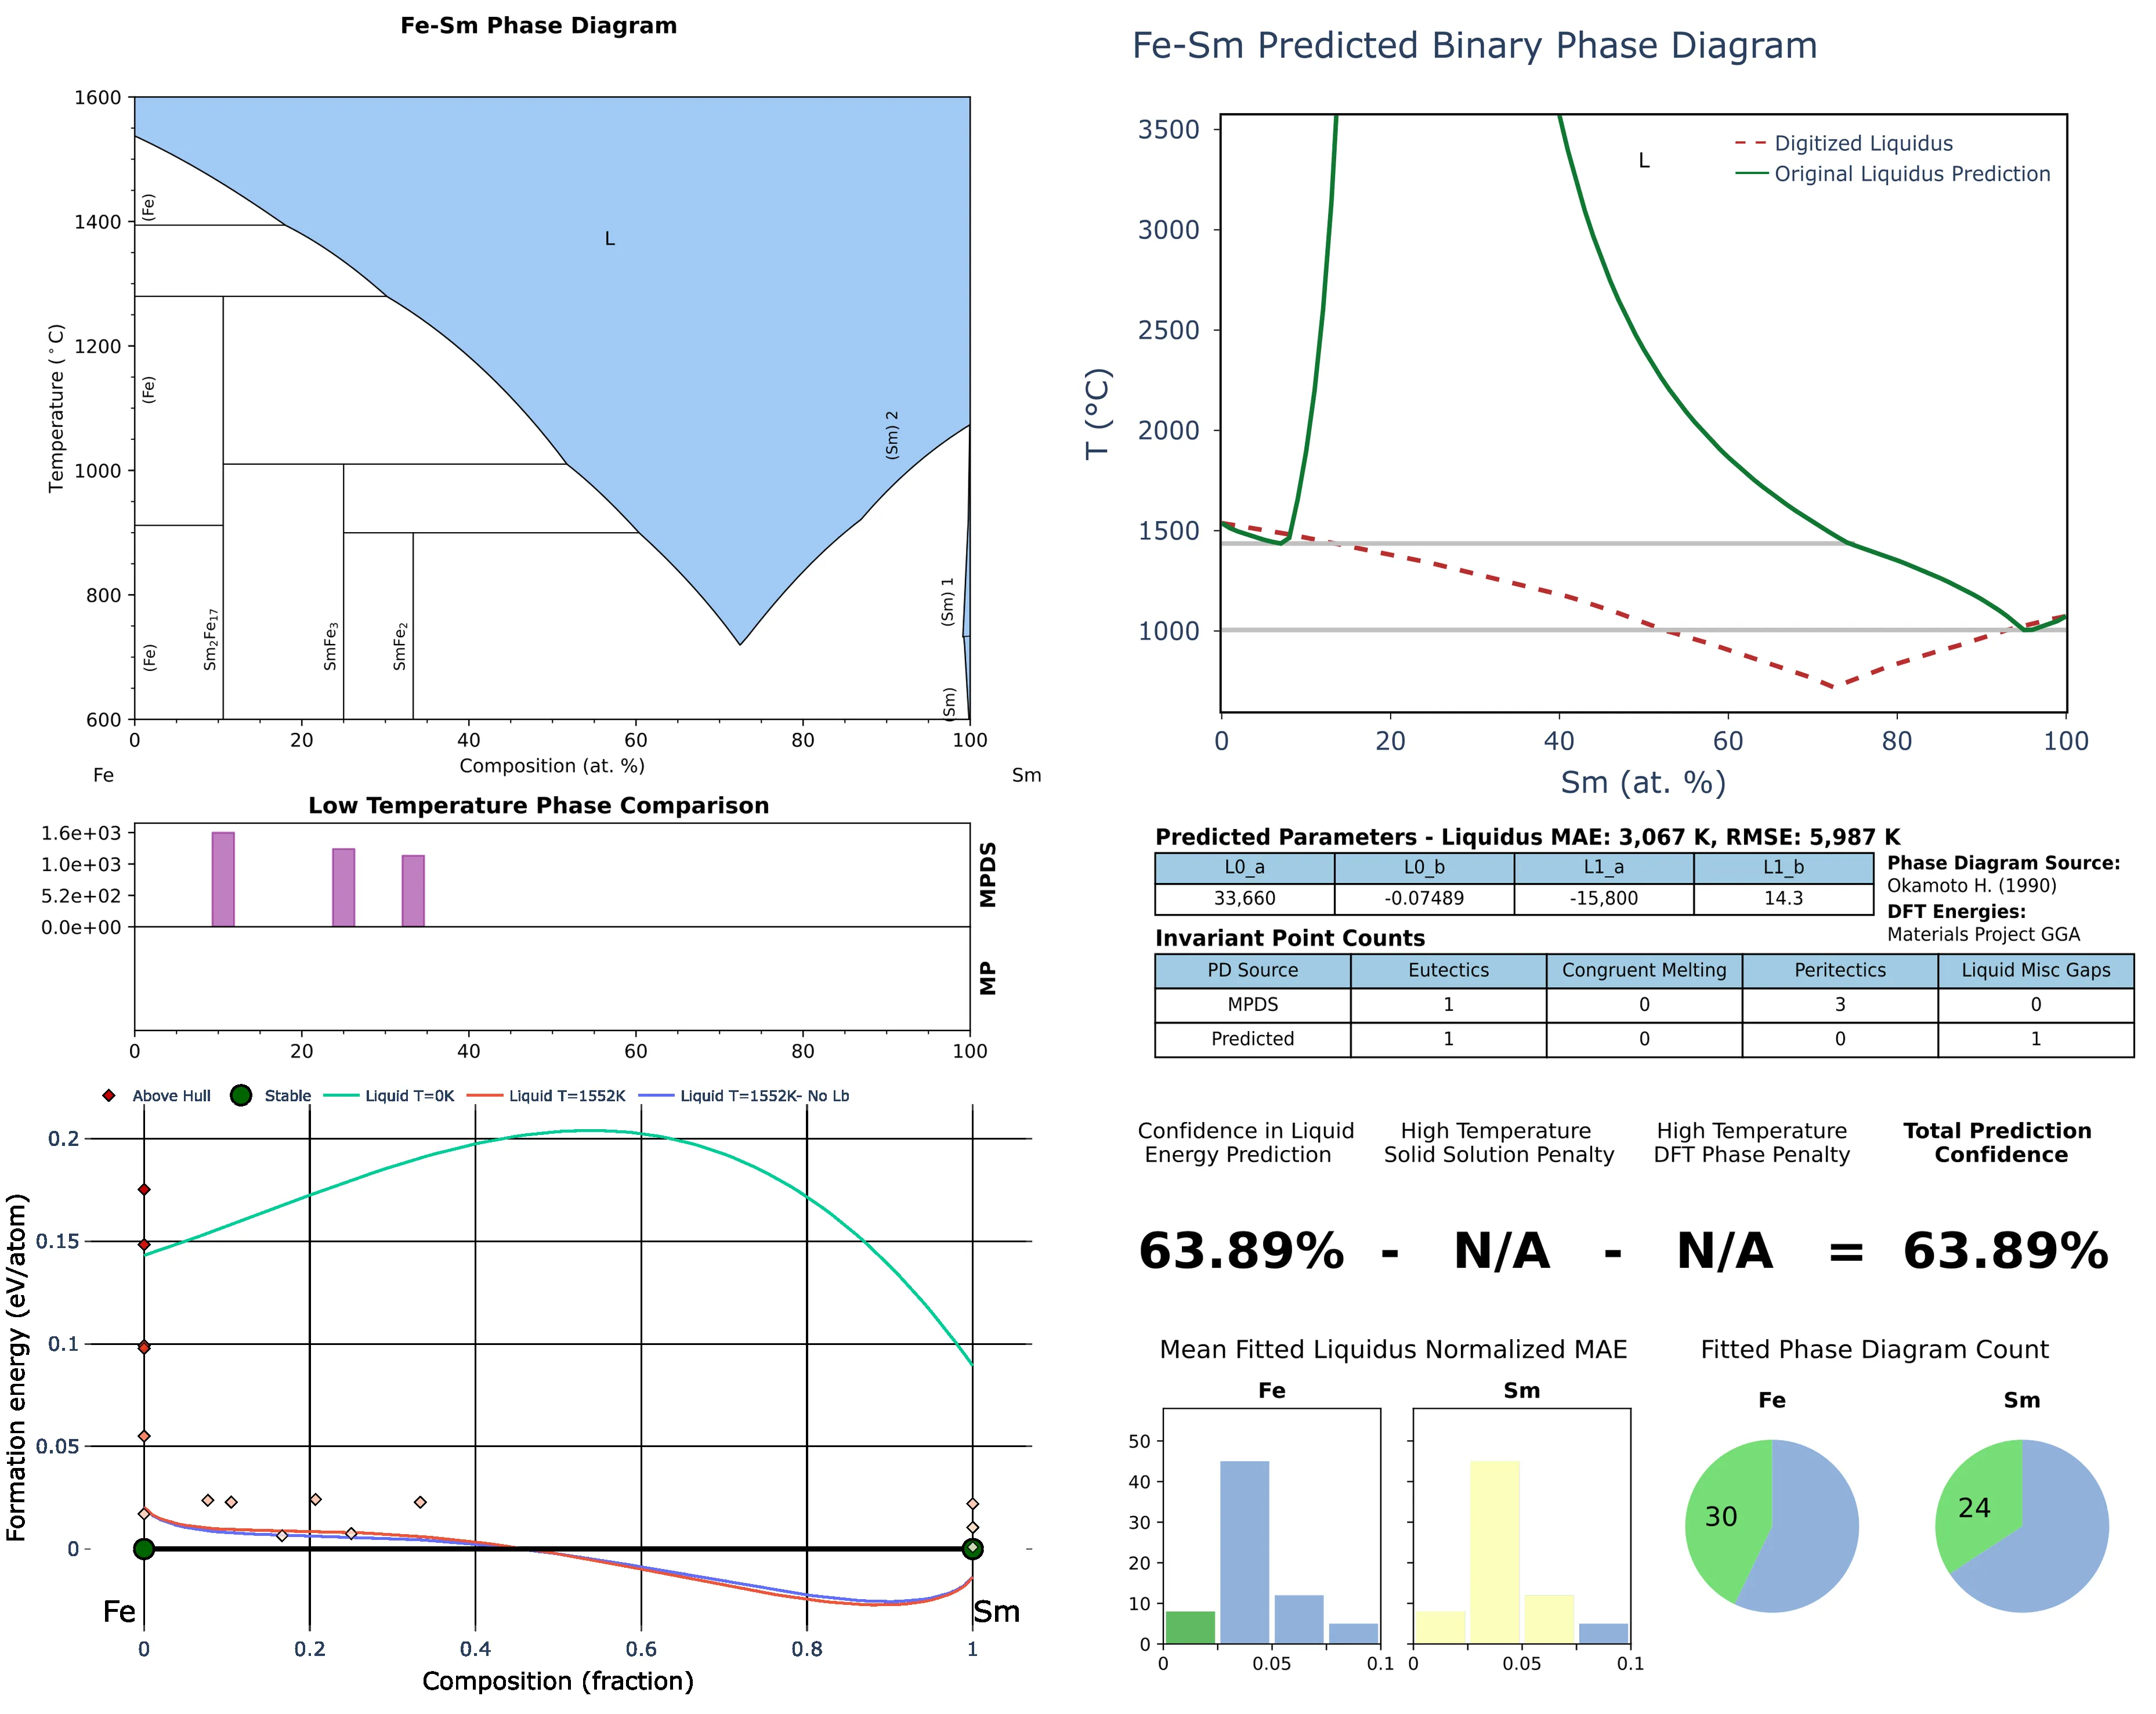 Fe-Sm Phase Diagram
1600
1400
1200
1000
800
600
Temperature (°C)
(Fe)
(Fe)
(Fe)
Sm2Fe17
SmFe3
SmFe2
L
(Sm) 2
(Sm) 1
(Sm)
0 20 40 60 80 100
Composition (at. %)
Fe Sm
Low Temperature Phase Comparison
1.6e+03
1.0e+03
5.2e+02
0.0e+00
MPDS
MP
0 20 40 60 80 100
Above Hull Stable Liquid T=0K Liquid T=1552K Liquid T=1552K- No Lb
0.2
0.15
0.1
0.05
0
Formation energy (eV/atom)
Fe Sm
0 0.2 0.4 0.6 0.8 1
Composition (fraction)
Fe-Sm Predicted Binary Phase Diagram
3500
3000
2500
2000
1500
1000
T (°C)
L
Digitized Liquidus
Original Liquidus Prediction
0 20 40 60 80 100
Sm (at. %)
Predicted Parameters - Liquidus MAE: 3,067 K, RMSE: 5,987 K
L0_a L0_b L1_a L1_b
33,660 -0.07489 -15,800 14.3
Phase Diagram Source:
Okamoto H. (1990)
DFT Energies:
Materials Project GGA
Invariant Point Counts
PD Source Eutectics Congruent Melting Peritectics Liquid Misc Gaps
MPDS 1 0 3 0
Predicted 1 0 0 1
Confidence in Liquid
Energy Prediction
High Temperature
Solid Solution Penalty
High Temperature
DFT Phase Penalty
Total Prediction
Confidence
63.89% - N/A - N/A = 63.89%
Mean Fitted Liquidus Normalized MAE
Fe Sm
50
40
30
20
10
0
0 0.05 0.1 0 0.05 0.1
Fitted Phase Diagram Count
Fe Sm
30 24